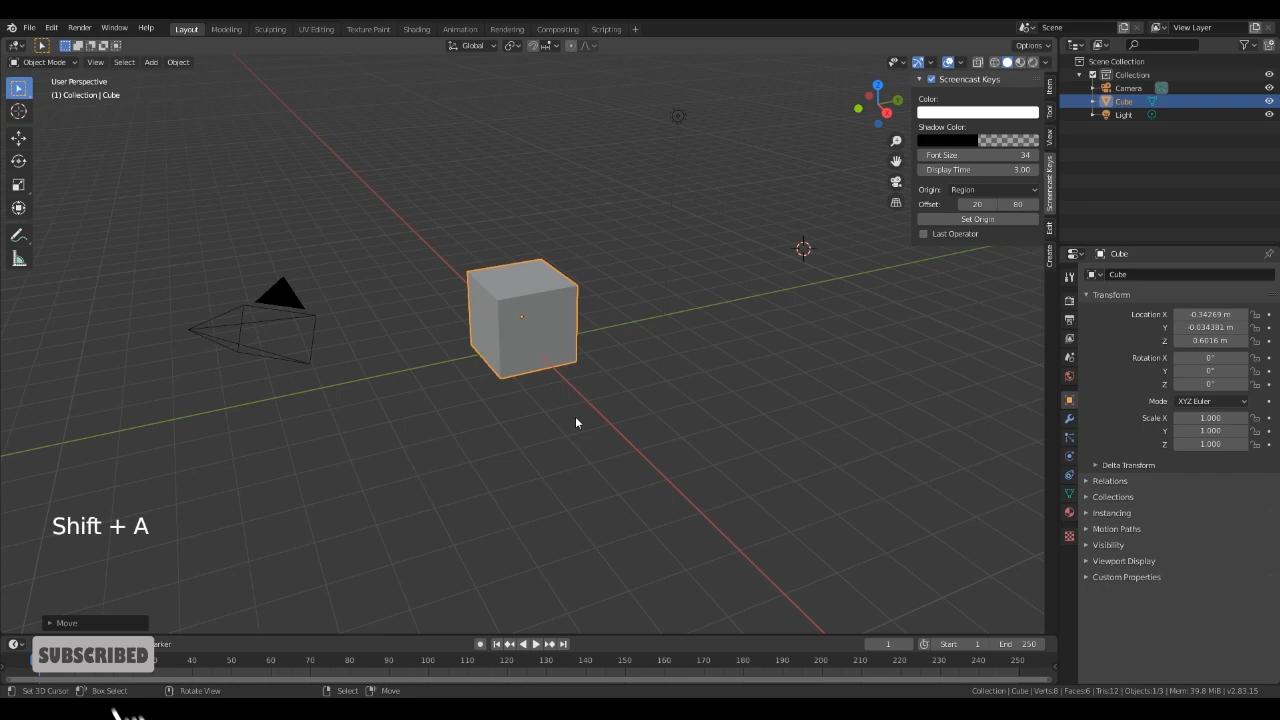 File Edit Render Window Help Layout Modeling Sculpting UV Editing Texture Paint Shading Animation Rendering Compositing Scripting + Scene View Layer
Global Options
Object Mode View Select Add Object
User Perspective
(1) Collection | Cube
Screencast Keys
Color:
Shadow Color:
Font Size 34
Display Time 3.00
Origin: Region
Offset: 20 80
Set Origin
Last Operator
Item
Tool
View
Screencast Keys
Edit
Create
Z
Y
X
Scene Collection
Collection
Camera
Cube
Light
Cube
Cube
Transform
Location X -0.34269 m
Y -0.034381 m
Z 0.6016 m
Rotation X 0°
Y 0°
Z 0°
Mode XYZ Euler
Scale X 1.000
Y 1.000
Z 1.000
Delta Transform
Relations
Collections
Instancing
Motion Paths
Visibility
Viewport Display
Custom Properties
Shift + A
Move
SUBSCRIBED
arker
1 Start 1 End 250
40 50 60 70 80 90 100 110 120 130 140 150 160 170 180 190 200 210 220 230 240 250
Set 3D Cursor Box Select Rotate View Select Move Collection | Cube | Verts:8 | Faces:6 | Tris:12 | Objects:1/3 | Mem: 39.8 MiB | v2.83.15